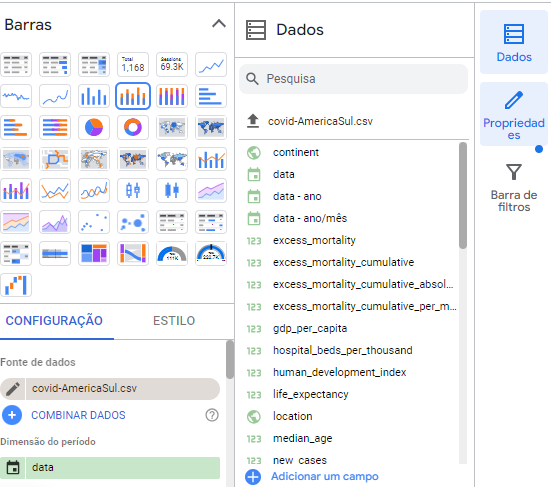 Barras
Total
1,168
Sessions
69.3K
CONFIGURAÇÃO
ESTILO
Fonte de dados
covid-AmericaSul.csv
COMBINAR DADOS
Dimensão do período
data
Dados
Pesquisa
covid-AmericaSul.csv
continent
data
data - ano
data - ano/mês
123 excess_mortality
123 excess_mortality_cumulative
123 excess_mortality_cumulative_absol...
123 excess_mortality_cumulative_per_m...
123 gdp_per_capita
123 hospital_beds_per_thousand
123 human_development_index
123 life_expectancy
location
123 median_age
123 new_cases
Adicionar um campo
Dados
Propriedad
es
Barra de
filtros